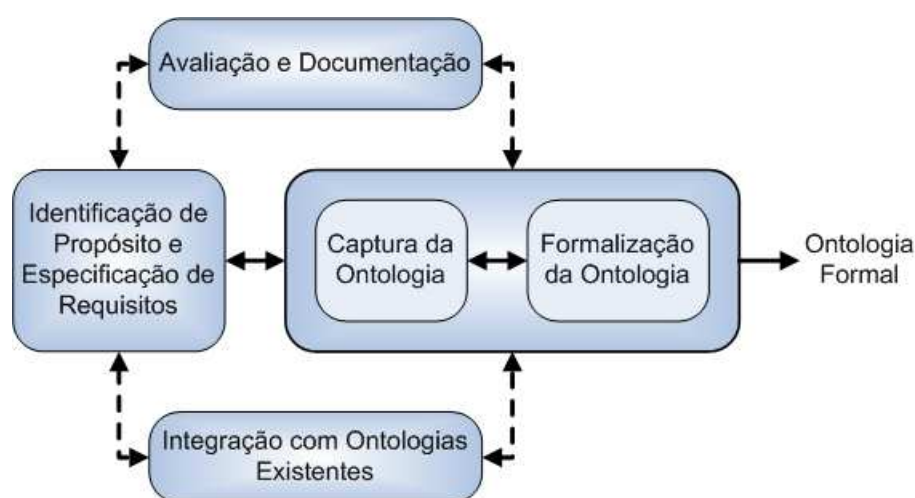 Avaliação e Documentação
Identificação de
Propósito e
Especificação de
Requisitos
Captura da
Ontologia
Formalização
da Ontologia
Ontologia
Formal
Integração com Ontologias
Existentes